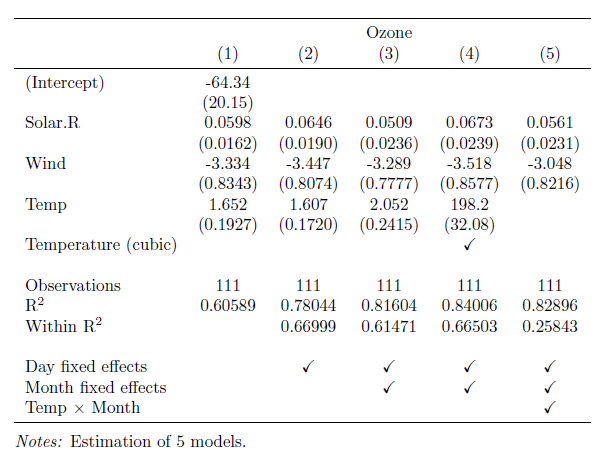 Ozone
(1) (2) (3) (4) (5)
(Intercept) -64.34
(20.15)
Solar.R 0.0598 0.0646 0.0509 0.0673 0.0561
(0.0162) (0.0190) (0.0236) (0.0239) (0.0231)
Wind -3.334 -3.447 -3.289 -3.518 -3.048
(0.8343) (0.8074) (0.7777) (0.8577) (0.8216)
Temp 1.652 1.607 2.052 198.2
(0.1927) (0.1720) (0.2415) (32.08)
Temperature (cubic) ✓
Observations 111 111 111 111 111
R² 0.60589 0.78044 0.81604 0.84006 0.82896
Within R² 0.66999 0.61471 0.66503 0.25843
Day fixed effects ✓ ✓ ✓ ✓
Month fixed effects ✓ ✓ ✓
Temp × Month ✓
Notes: Estimation of 5 models.